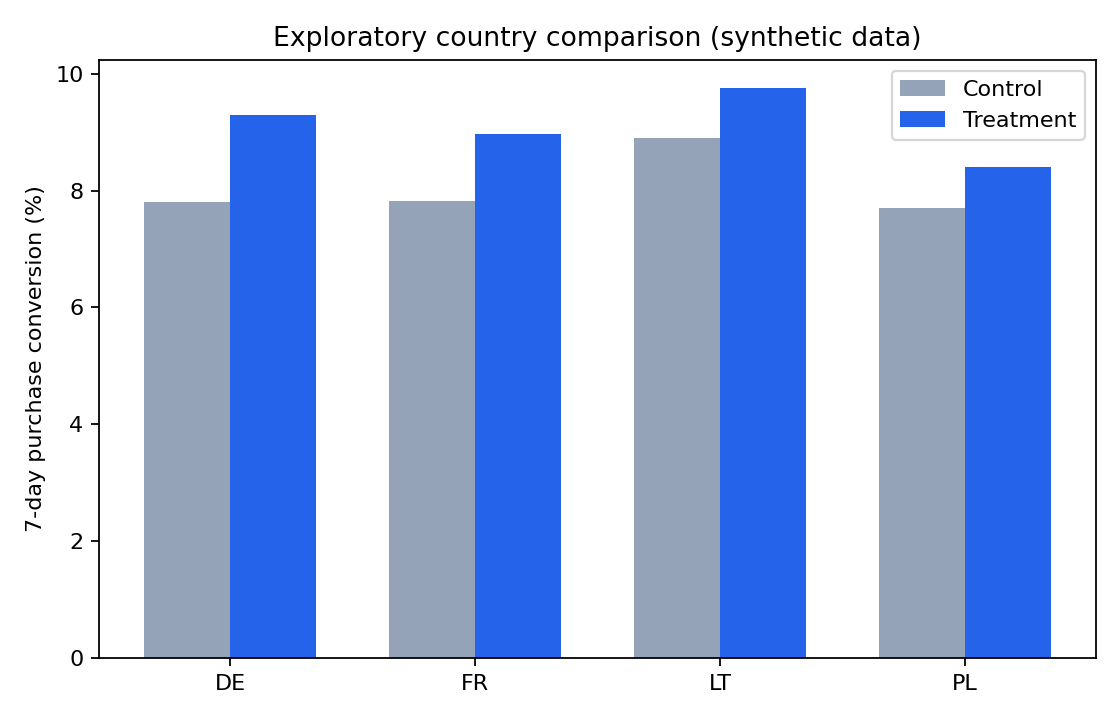 Exploratory country comparison (synthetic data)
Control
Treatment
7-day purchase conversion (%)
10
8
6
4
2
0
DE FR LT PL